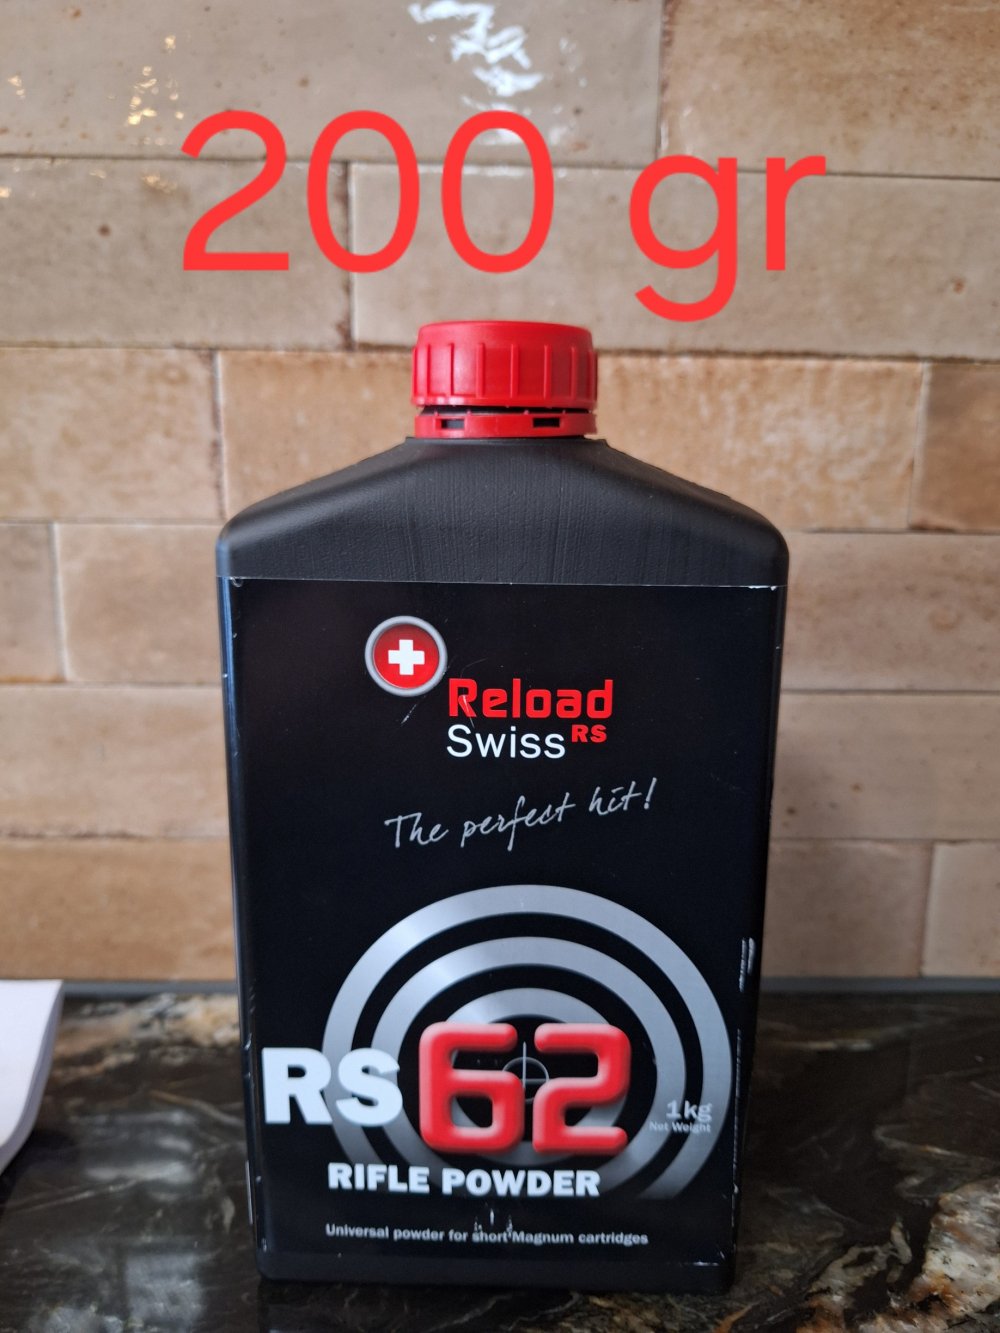 200 gr
Reload
Swiss RS
The perfect hit!
RS 62
1kg
Net Weight
RIFLE POWDER
Universal powder for short Magnum cartridges